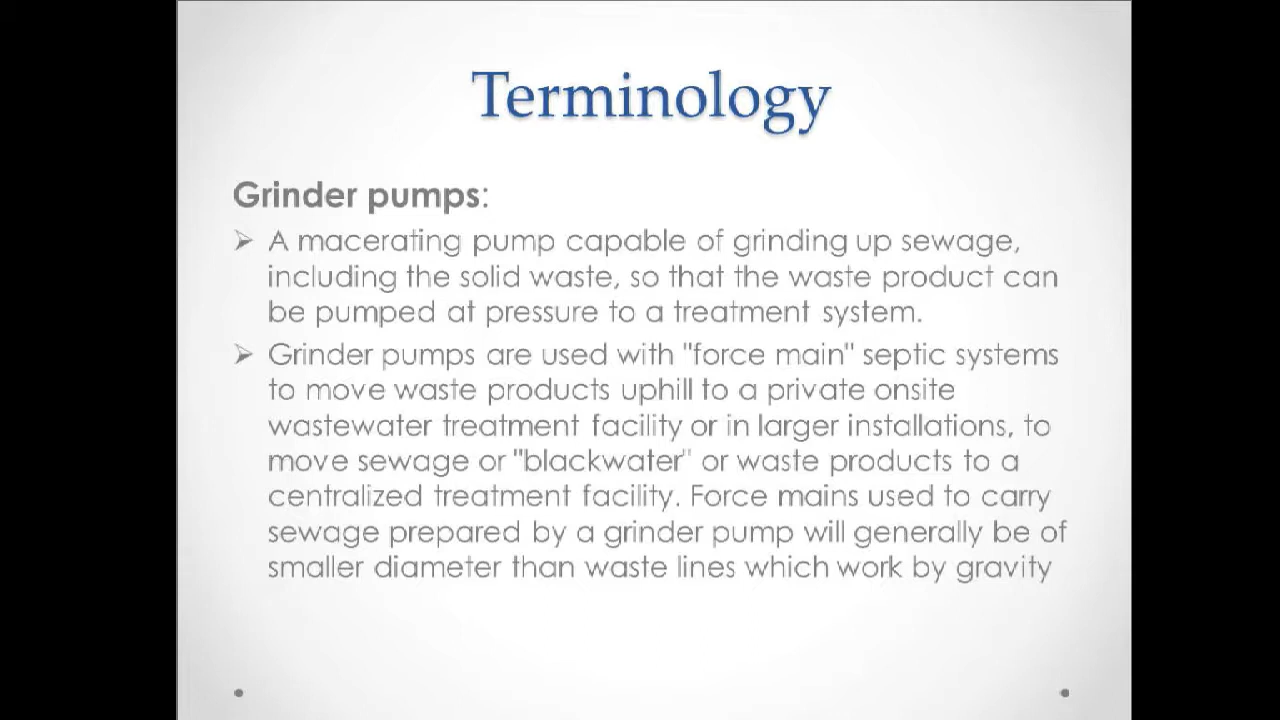 Terminology
Grinder pumps:
A macerating pump capable of grinding up sewage,
including the solid waste, so that the waste product can
be pumped at pressure to a treatment system.
Grinder pumps are used with "force main" septic systems
to move waste products uphill to a private onsite
wastewater treatment facility or in larger installations, to
move sewage or "blackwater" or waste products to a
centralized treatment facility. Force mains used to carry
sewage prepared by a grinder pump will generally be of
smaller diameter than waste lines which work by gravity